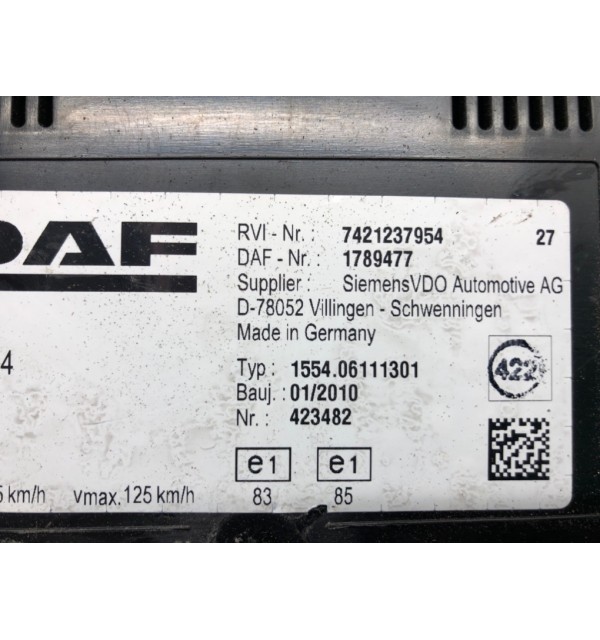 DAF
RVI - Nr. : 7421237954 27
DAF - Nr. : 1789477
Supplier : SiemensVDO Automotive AG
D-78052 Villingen - Schwenningen
Made in Germany
4
Typ : 1554.06111301
422
Bauj. : 01/2010
Nr. : 423482
e1 e1
5 km/h vmax. 125 km/h 83 85